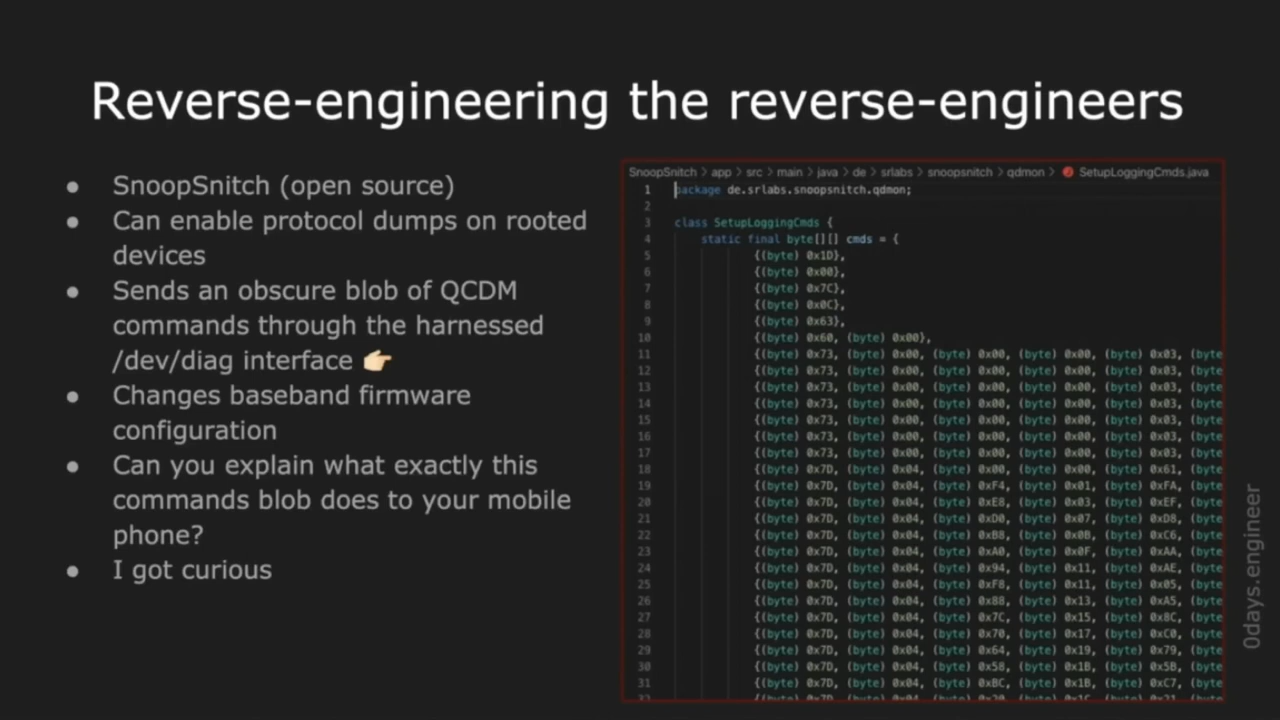 Reverse-engineering the reverse-engineers
● SnoopSnitch (open source)
● Can enable protocol dumps on rooted
devices
● Sends an obscure blob of QCDM
commands through the harnessed
/dev/diag interface 👉
● Changes baseband firmware
configuration
● Can you explain what exactly this
commands blob does to your mobile
phone?
● I got curious
SnoopSnitch > app > src > main > java > de > srlabs > snoopsnitch > qdmon > SetupLoggingCmds.java
1 package de.srlabs.snoopsnitch.qdmon;
2
3 class SetupLoggingCmds {
4 static final byte[][] cmds = {
5 {(byte) 0x1D},
6 {(byte) 0x00},
7 {(byte) 0x7C},
8 {(byte) 0x0C},
9 {(byte) 0x63},
10 {(byte) 0x60, (byte) 0x00},
11 {(byte) 0x73, (byte) 0x00, (byte) 0x00, (byte) 0x03, (byte
12 {(byte) 0x73, (byte) 0x00, (byte) 0x00, (byte) 0x03, (byte
13 {(byte) 0x73, (byte) 0x00, (byte) 0x00, (byte) 0x03, (byte
14 {(byte) 0x73, (byte) 0x00, (byte) 0x00, (byte) 0x03, (byte
15 {(byte) 0x73, (byte) 0x00, (byte) 0x00, (byte) 0x03, (byte
16 {(byte) 0x73, (byte) 0x00, (byte) 0x00, (byte) 0x03, (byte
17 {(byte) 0x73, (byte) 0x00, (byte) 0x00, (byte) 0x03, (byte
18 {(byte) 0x7D, (byte) 0x04, (byte) 0x00, (byte) 0x00, (byte) 0x61,
19 {(byte) 0x7D, (byte) 0x04, (byte) 0xF4, (byte) 0x01, (byte) 0xFA,
20 {(byte) 0x7D, (byte) 0x04, (byte) 0xE8, (byte) 0x03, (byte) 0xEF,
21 {(byte) 0x7D, (byte) 0x04, (byte) 0xD0, (byte) 0x07, (byte) 0xD8,
22 {(byte) 0x7D, (byte) 0x04, (byte) 0xB8, (byte) 0x0B, (byte) 0xC6,
23 {(byte) 0x7D, (byte) 0x04, (byte) 0xA0, (byte) 0x0F, (byte) 0xAA,
24 {(byte) 0x7D, (byte) 0x04, (byte) 0x94, (byte) 0x11, (byte) 0xAE,
25 {(byte) 0x7D, (byte) 0x04, (byte) 0xF8, (byte) 0x11, (byte) 0x05,
26 {(byte) 0x7D, (byte) 0x04, (byte) 0x88, (byte) 0x13, (byte) 0xA5,
27 {(byte) 0x7D, (byte) 0x04, (byte) 0x7C, (byte) 0x15, (byte) 0x8C,
28 {(byte) 0x7D, (byte) 0x04, (byte) 0x70, (byte) 0x17, (byte) 0xC0,
29 {(byte) 0x7D, (byte) 0x04, (byte) 0x64, (byte) 0x19, (byte) 0x79,
30 {(byte) 0x7D, (byte) 0x04, (byte) 0x58, (byte) 0x1B, (byte) 0x5B,
31 {(byte) 0x7D, (byte) 0x04, (byte) 0xBC, (byte) 0x1B, (byte) 0xC7,
0days.engineer